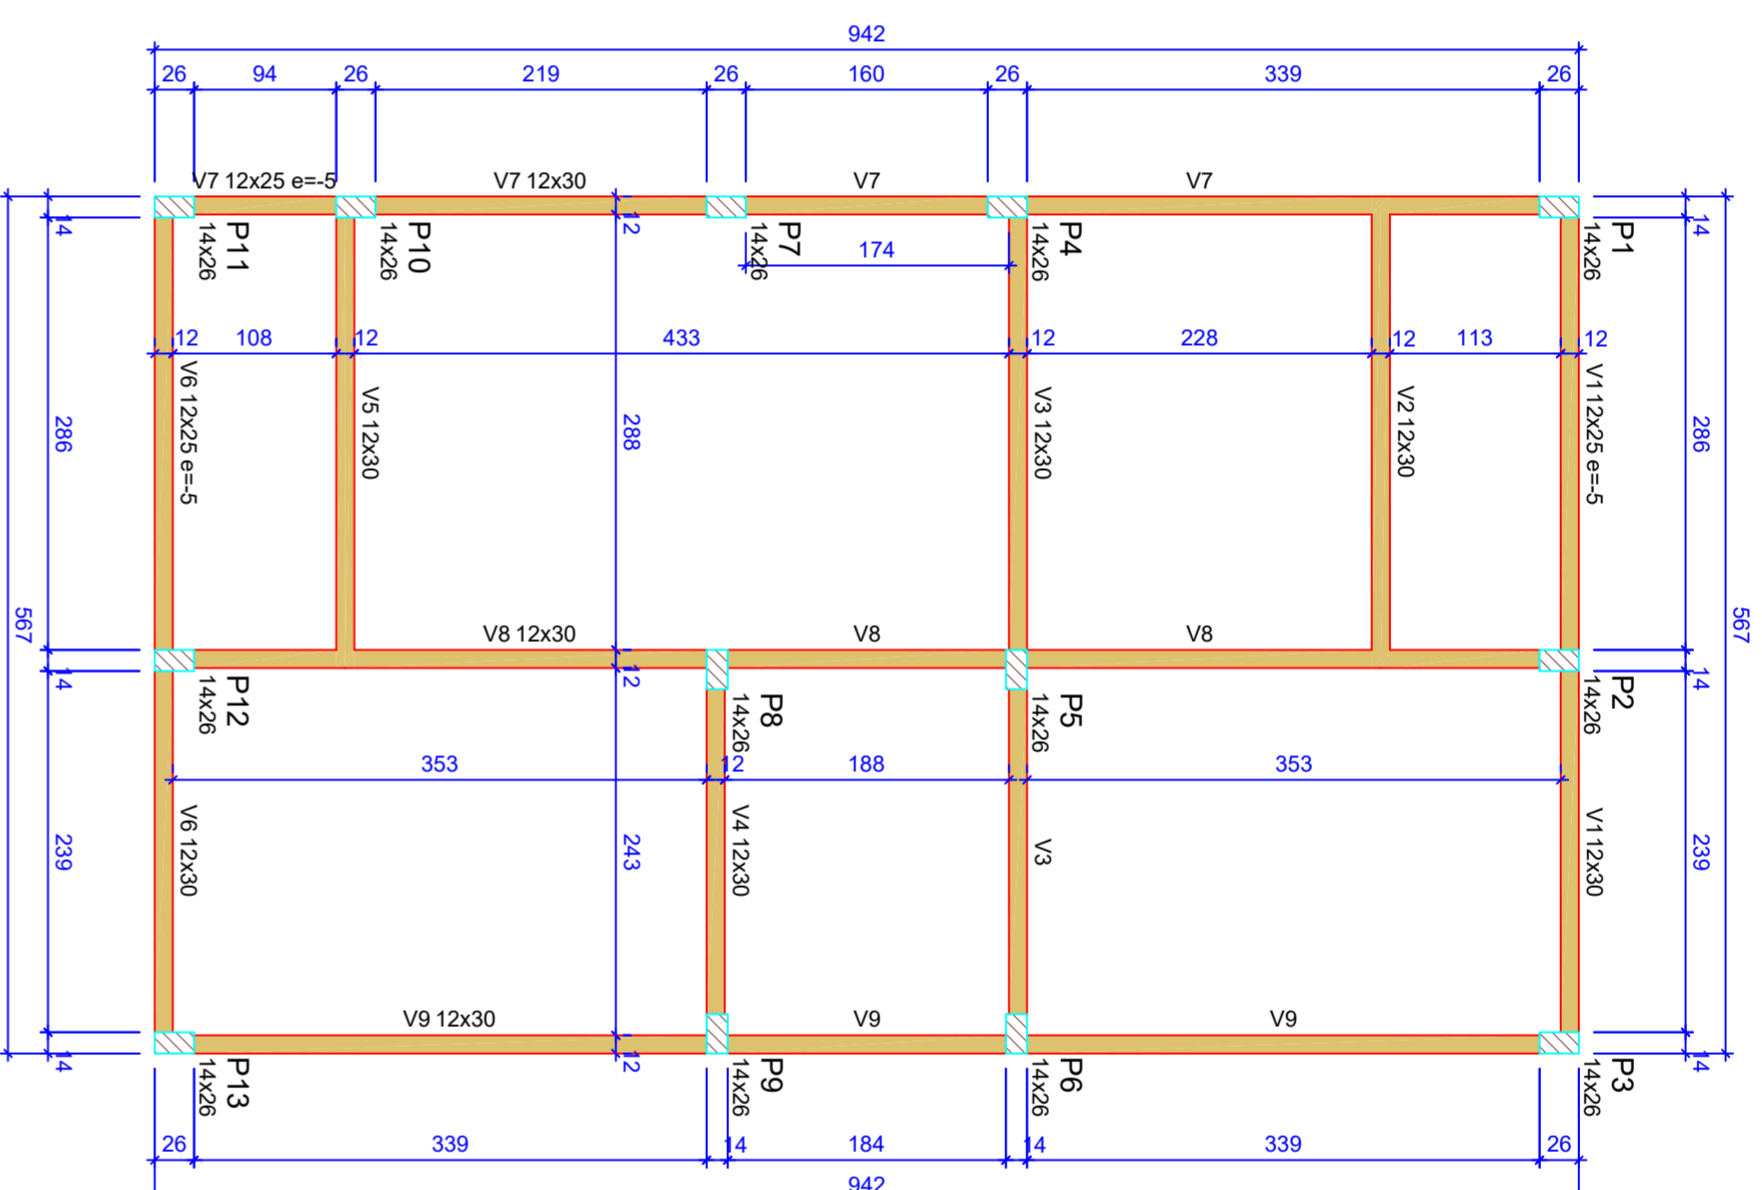 942
26 94 26 219 26 160 26 339 26
V7 12x25 e=-5 V7 12x30 V7 V7
14 12 14
P11 14x26
P10 14x26
P7 14x26
P4 14x26
P1 14x26
174
12 108 12 433 12 228 12 113 12
V6 12x25 e=-5
V5 12x30
V3 12x30
V2 12x30
V1 12x25 e=-5
286 288 286
567 567
V8 12x30 V8 V8
14 12 14
P12 14x26
P8 14x26
P5 14x26
P2 14x26
353 12 188 353
V6 12x30
V4 12x30
V3
V1 12x30
239 243 239
V9 12x30 V9 V9
14 12 14
P13 14x26
P9 14x26
P6 14x26
P3 14x26
26 339 14 184 14 339 26
942